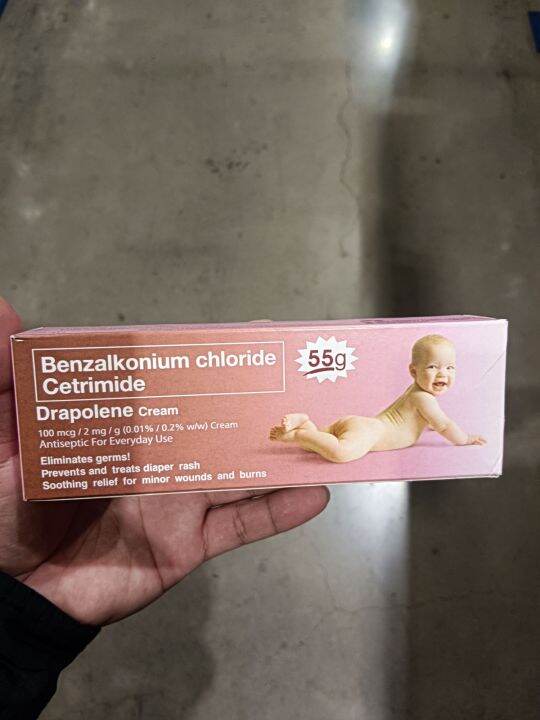 Benzalkonium chloride
Cetrimide
55g
Drapolene Cream
100 mcg / 2 mg / g (0.01% / 0.2% w/w) Cream
Antiseptic For Everyday Use
Eliminates germs!
Prevents and treats diaper rash
Soothing relief for minor wounds and burns